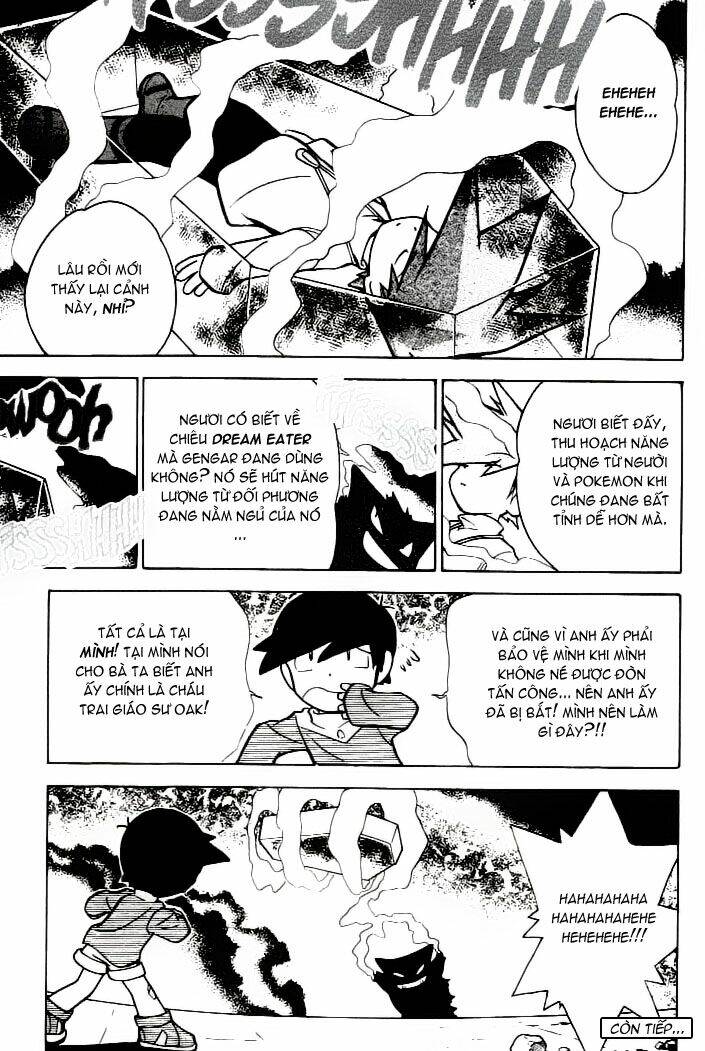 SSSSHHHH
EHEHEH
EHEHE...
LÂU RỒI MỚI
THẤY LẠI CẢNH
NÀY, NHỈ?
NGƯƠI BIẾT ĐẤY,
THU HOẠCH NĂNG
LƯỢNG TỪ NGƯỜI
VÀ POKEMON KHI
CHÚNG ĐANG BẤT
TỈNH DỄ HƠN MÀ.
NGƯƠI CÓ BIẾT VỀ
CHIÊU DREAM EATER
MÀ GENGAR ĐANG DÙNG
KHÔNG? NÓ SẼ HÚT NĂNG
LƯỢNG TỪ ĐỐI PHƯƠNG
ĐANG NẰM NGỦ CỦA NÓ
...
VÀ CŨNG VÌ ANH ẤY PHẢI
BẢO VỆ MÌNH KHI MÌNH
KHÔNG NÉ ĐƯỢC ĐÒN
TẤN CÔNG... NÊN ANH ẤY
ĐÃ BỊ BẮT! MÌNH NÊN LÀM
GÌ ĐÂY?!!
TẤT CẢ LÀ TẠI
MÌNH! TẠI MÌNH NÓI
CHO BÀ TA BIẾT ANH
ẤY CHÍNH LÀ CHÁU
TRAI GIÁO SƯ OAK!
HAHAHAHAHA
HAHAHAHAHEHE
HEHEHEHE!!!
CÒN TIẾP...